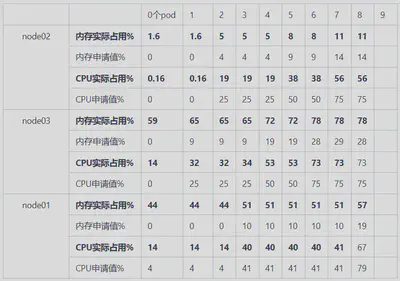 0个pod 1 2 3 4 5 6 7 8 9
node02 内存实际占用% 1.6 1.6 5 5 5 8 8 11 11
内存申请值% 0 0 4 4 4 9 9 14 14
CPU实际占用% 0.16 0.16 19 19 19 38 38 56 56
CPU申请值% 0 0 25 25 25 50 50 75 75
node03 内存实际占用% 59 65 65 65 72 72 78 78 78
内存申请值% 0 9 9 9 19 19 28 29 28
CPU实际占用% 14 32 32 34 53 53 73 73 73
CPU申请值% 0 25 25 25 50 50 75 75 75
node01 内存实际占用% 44 44 44 51 51 51 51 51 57
内存申请值% 0 0 0 10 10 10 10 10 19
CPU实际占用% 14 14 14 40 40 40 40 41 67
CPU申请值% 4 4 4 41 41 41 41 41 79